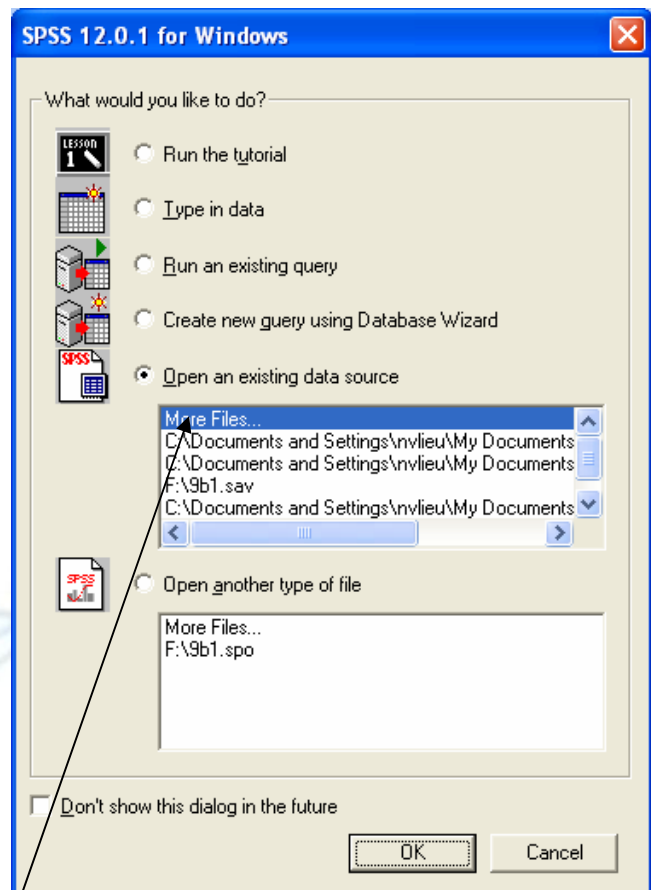 SPSS 12.0.1 for Windows
What would you like to do?
LESSON
1
Run the tutorial
Type in data
Run an existing query
Create new query using Database Wizard
SPSS
Open an existing data source
More Files...
C:\Documents and Settings\nvlieu\My Documents
C:\Documents and Settings\nvlieu\My Documents
F:\9b1.sav
C:\Documents and Settings\nvlieu\My Documents
SPSS
Open another type of file
More Files...
F:\9b1.spo
Don't show this dialog in the future
OK
Cancel